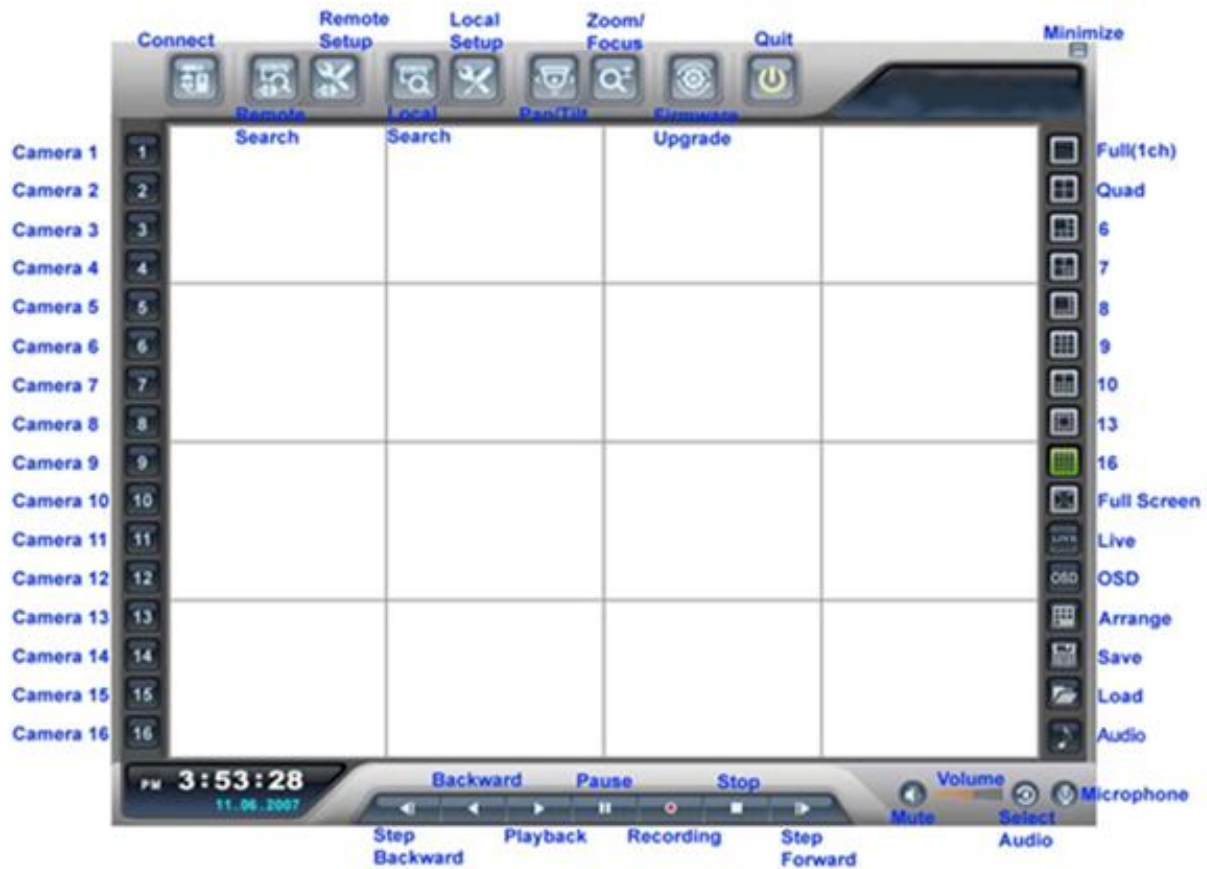 Remote Setup
Local Setup
Zoom/ Focus
Connect
Quit
Minimize
Remote Search
Local Search
Pan/Tilt
Firmware Upgrade
Camera 1
1
Full(1ch)
Camera 2
2
Quad
Camera 3
3
6
Camera 4
4
7
Camera 5
5
8
Camera 6
6
9
Camera 7
7
10
Camera 8
8
13
Camera 9
9
16
Camera 10
10
Full Screen
Camera 11
11
LIVE
Live
Camera 12
12
OSD
OSD
Camera 13
13
Arrange
Camera 14
14
Save
Camera 15
15
Load
Camera 16
16
Audio
PM 3:53:28
11.06.2007
Backward
Pause
Stop
Volume
Microphone
Mute
Select Audio
Step Backward
Playback
Recording
Step Forward